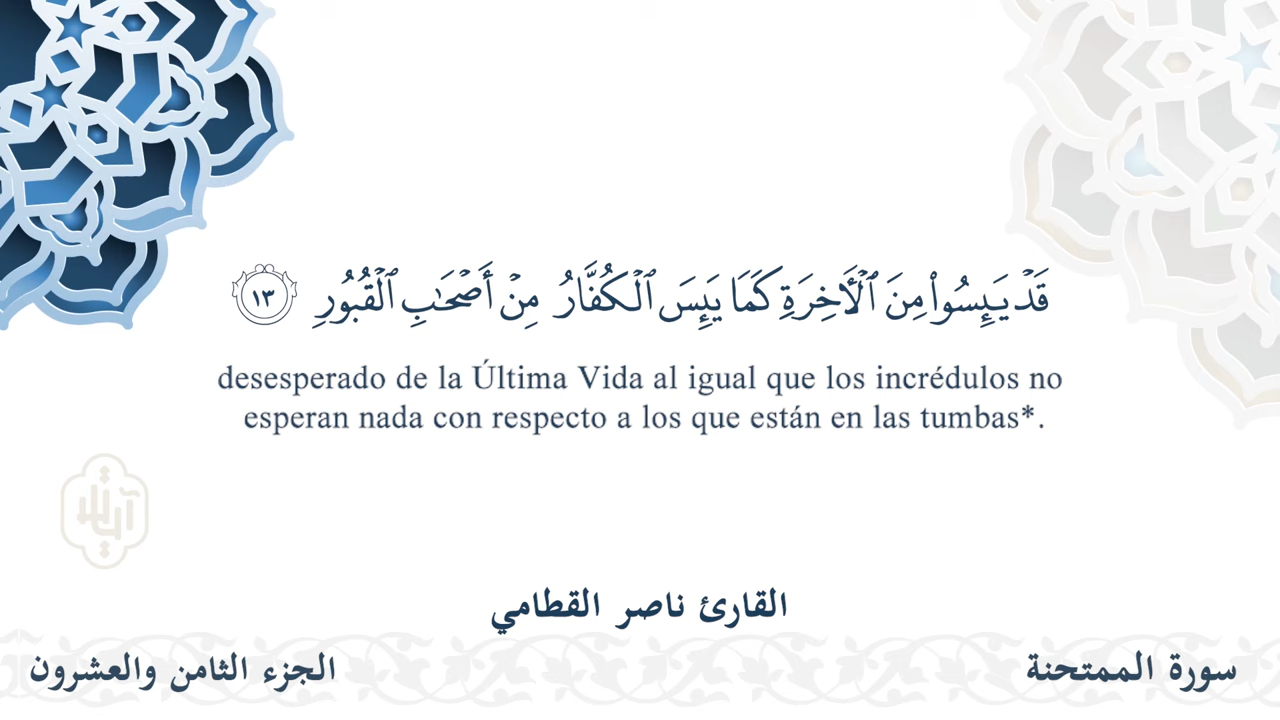 قَدْ يَئِسُوا۟ مِنَ ٱلْـَٔاخِرَةِ كَمَا يَئِسَ ٱلْكُفَّارُ مِنْ أَصْحَـٰبِ ٱلْقُبُورِ ١٣
desesperado de la Última Vida al igual que los incrédulos no
esperan nada con respecto a los que están en las tumbas*.
آيات
القارئ ناصر القطامي
سورة الممتحنة
الجزء الثامن والعشرون